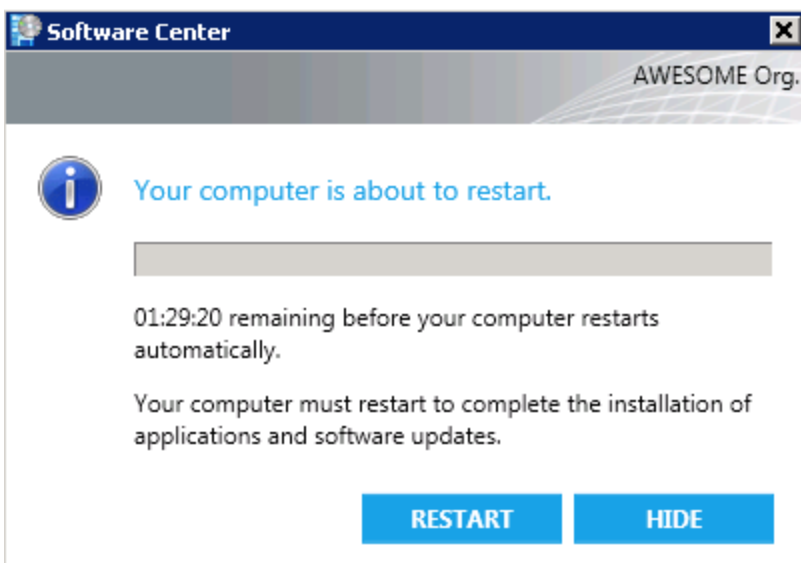 Software Center
AWESOME Org.
Your computer is about to restart.
01:29:20 remaining before your computer restarts
automatically.
Your computer must restart to complete the installation of
applications and software updates.
RESTART HIDE